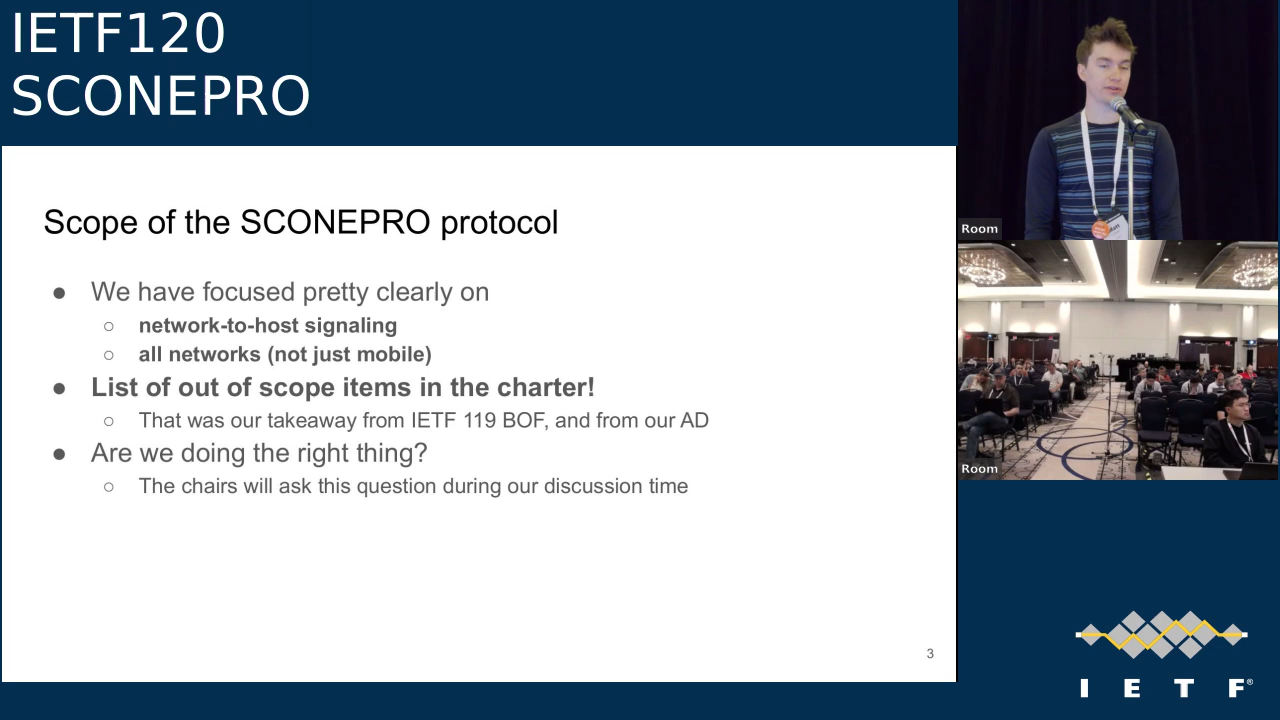 IETF120
SCONEPRO
Scope of the SCONEPRO protocol
● We have focused pretty clearly on
○ network-to-host signaling
○ all networks (not just mobile)
● List of out of scope items in the charter!
○ That was our takeaway from IETF 119 BOF, and from our AD
● Are we doing the right thing?
○ The chairs will ask this question during our discussion time
3
Room
Room
I E T F®